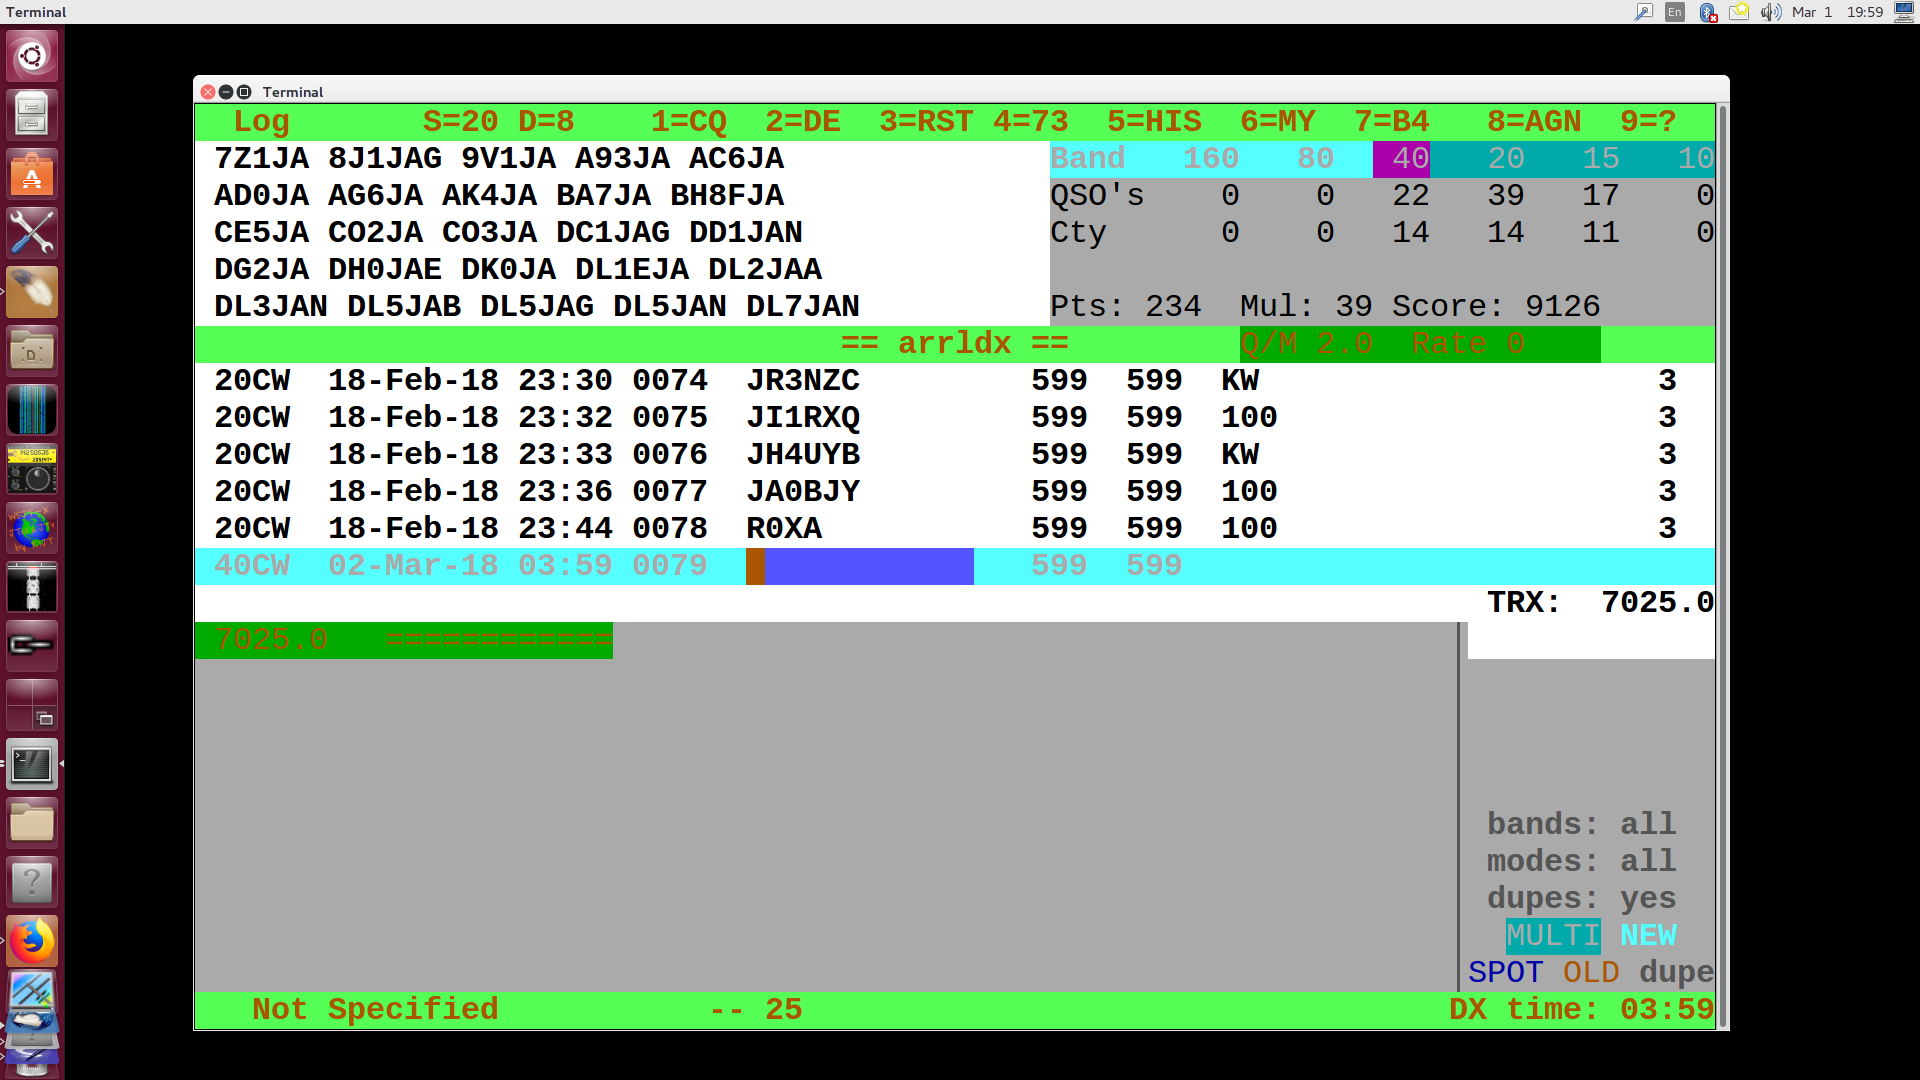 Terminal
En
Mar 1 19:59
Terminal
Log S=20 D=8 1=CQ 2=DE 3=RST 4=73 5=HIS 6=MY 7=B4 8=AGN 9=?
7Z1JA 8J1JAG 9V1JA A93JA AC6JA
Band 160 80 40 20 15 10
AD0JA AG6JA AK4JA BA7JA BH8FJA
QSO's 0 0 22 39 17 0
CE5JA CO2JA CO3JA DC1JAG DD1JAN
Cty 0 0 14 14 11 0
DG2JA DH0JAE DK0JA DL1EJA DL2JAA
DL3JAN DL5JAB DL5JAG DL5JAN DL7JAN
Pts: 234 Mul: 39 Score: 9126
== arrldx == Q/M 2.0 Rate 0
20CW 18-Feb-18 23:30 0074 JR3NZC 599 599 KW 3
20CW 18-Feb-18 23:32 0075 JI1RXQ 599 599 100 3
20CW 18-Feb-18 23:33 0076 JH4UYB 599 599 KW 3
20CW 18-Feb-18 23:36 0077 JA0BJY 599 599 100 3
20CW 18-Feb-18 23:44 0078 R0XA 599 599 100 3
40CW 02-Mar-18 03:59 0079 599 599
TRX: 7025.0
7025.0 ============
bands: all
modes: all
dupes: yes
MULTI NEW
SPOT OLD dupe
Not Specified -- 25 DX time: 03:59